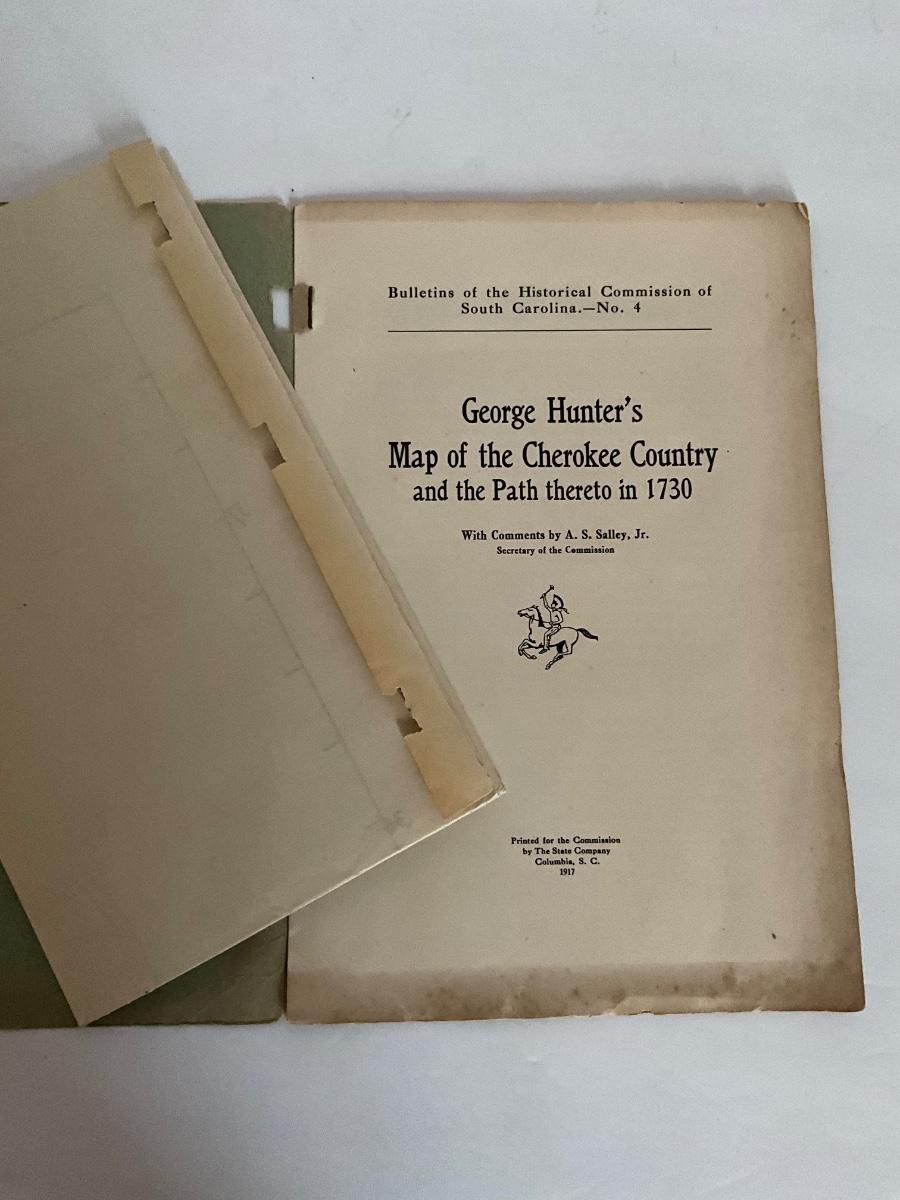 Bulletins of the Historical Commission of
South Carolina.—No. 4
George Hunter's
Map of the Cherokee Country
and the Path thereto in 1730
With Comments by A. S. Salley, Jr.
Secretary of the Commission
Printed for the Commission
by The State Company
Columbia, S. C.
1917